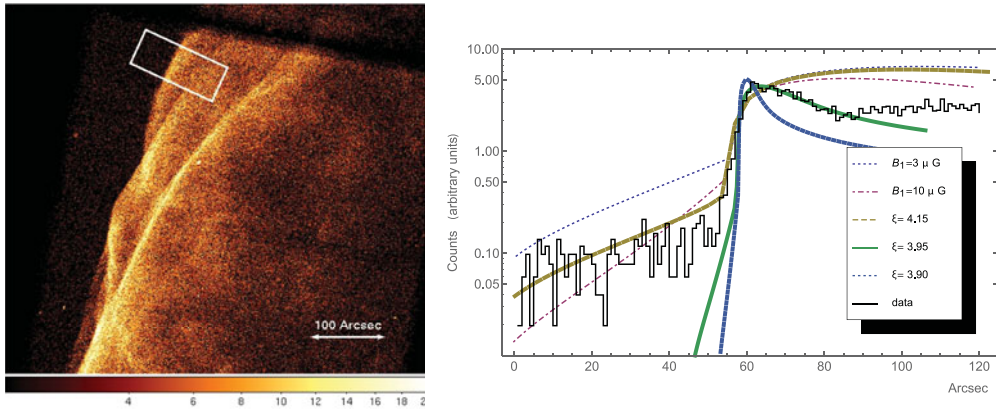 100 Arcsec
4 6 8 10 12 14 16 18 2
10.00
5.00
1.00
0.50
0.10
0.05
Counts (arbitrary units)
0 20 40 60 80 100 120
Arcsec
B₁=3 μ G
B₁=10 μ G
ξ= 4.15
ξ= 3.95
ξ= 3.90
data